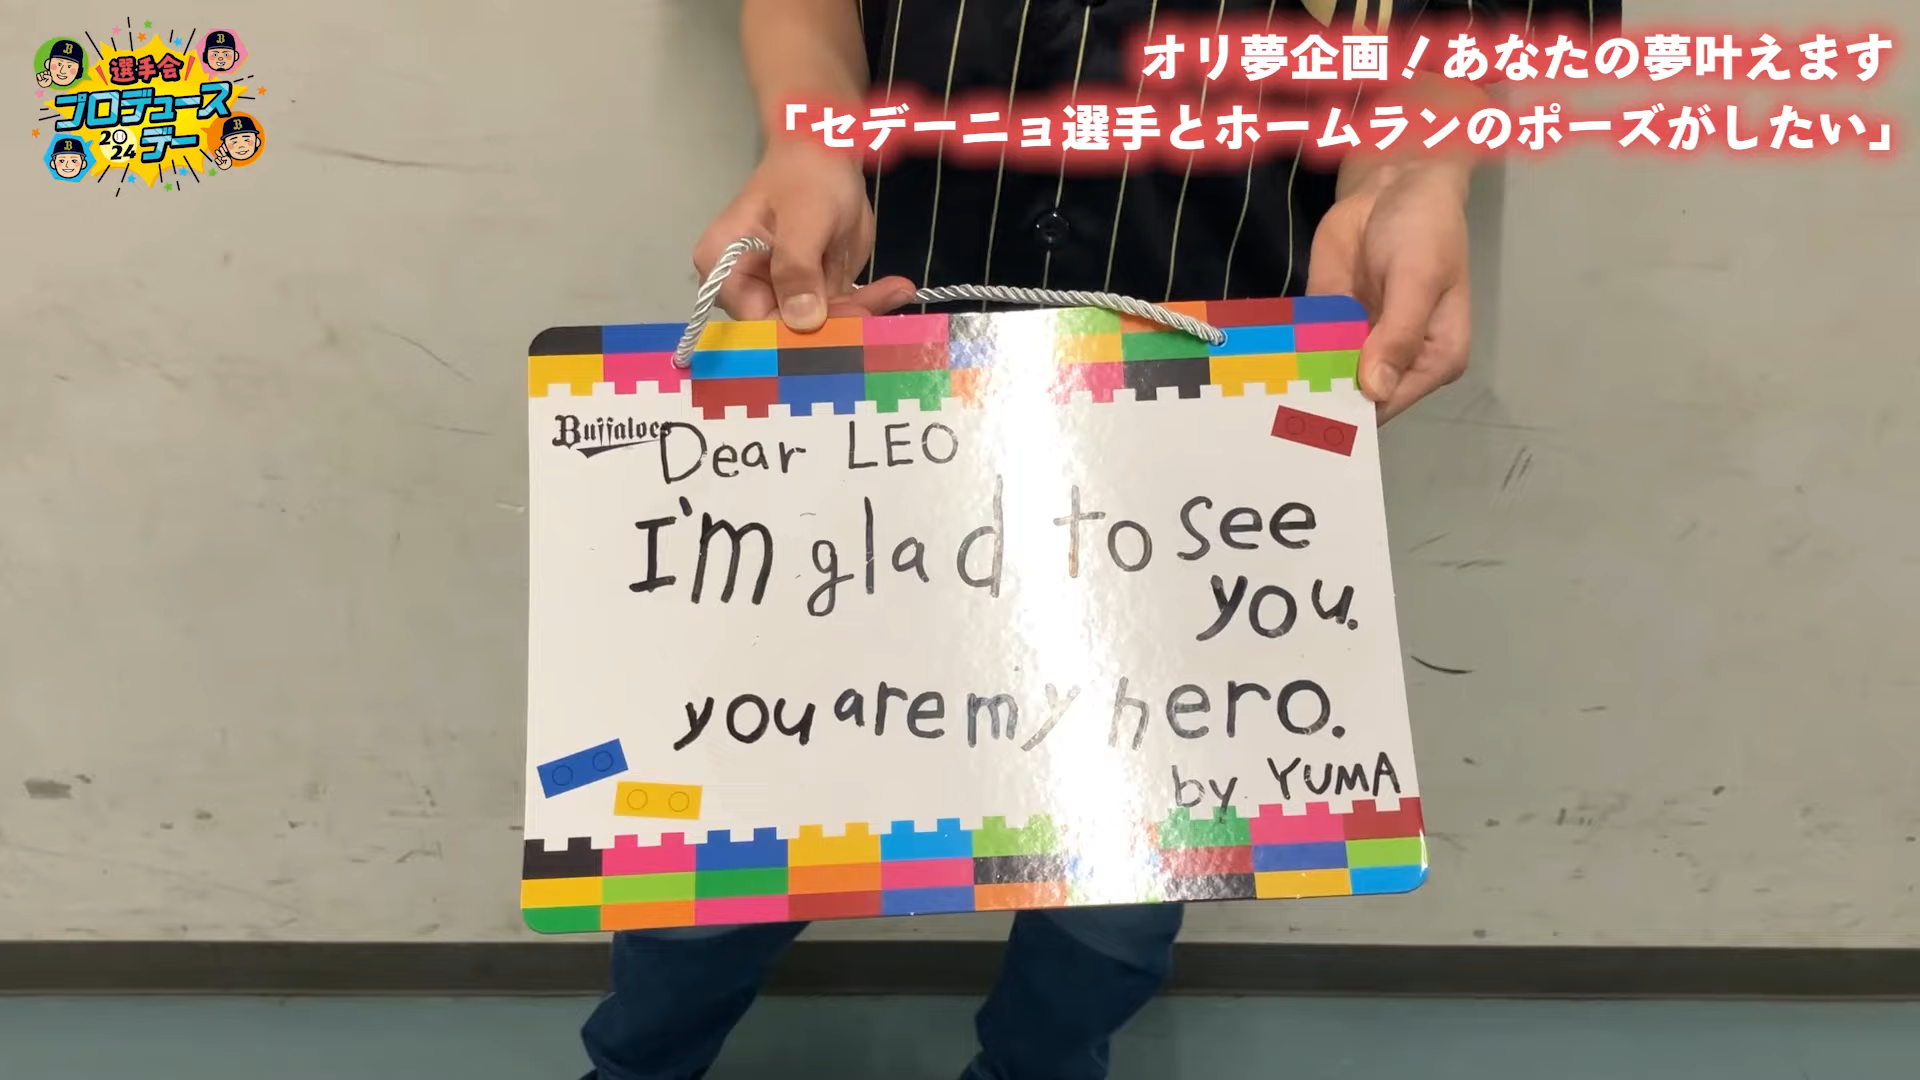 選手会
プロデュース
2024
デー
オリ夢企画！あなたの夢叶えます
「セデーニョ選手とホームランのポーズがしたい」
Buffaloes
Dear LEO
I'm glad to see
you.
you are my hero.
by YUMA